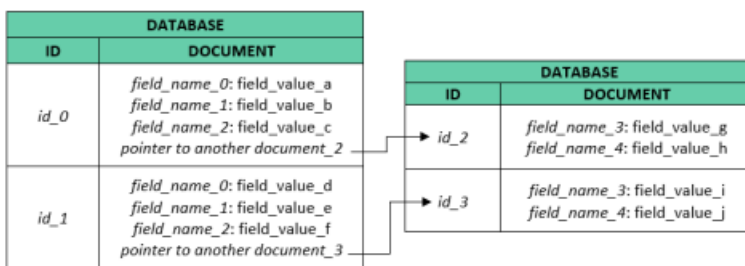 DATABASE
ID DOCUMENT
id_0
field_name_0: field_value_a
field_name_1: field_value_b
field_name_2: field_value_c
pointer to another document_2
id_1
field_name_0: field_value_d
field_name_1: field_value_e
field_name_2: field_value_f
pointer to another document_3
DATABASE
ID DOCUMENT
id_2
field_name_3: field_value_g
field_name_4: field_value_h
id_3
field_name_3: field_value_i
field_name_4: field_value_j